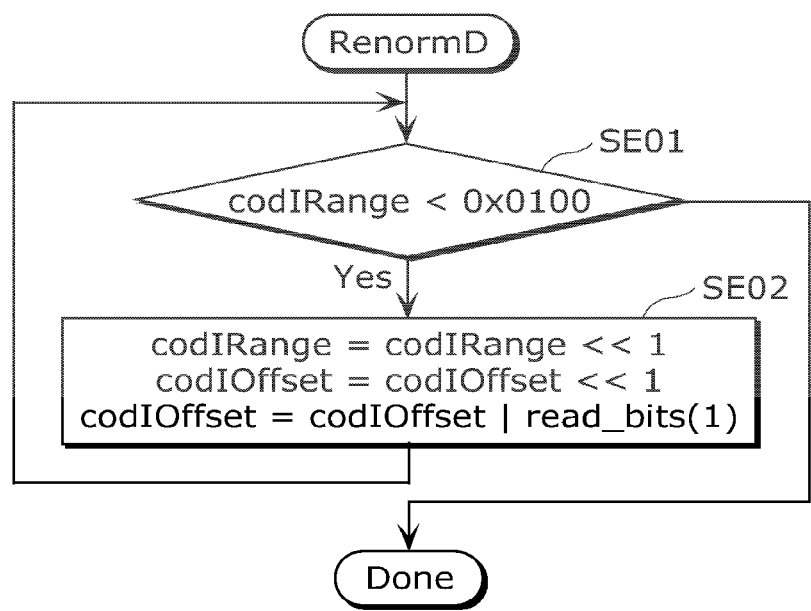 RenormD
SE01
codIRange < 0x0100
Yes
SE02
codIRange = codIRange << 1
codIOffset = codIOffset << 1
codIOffset = codIOffset | read_bits(1)
Done